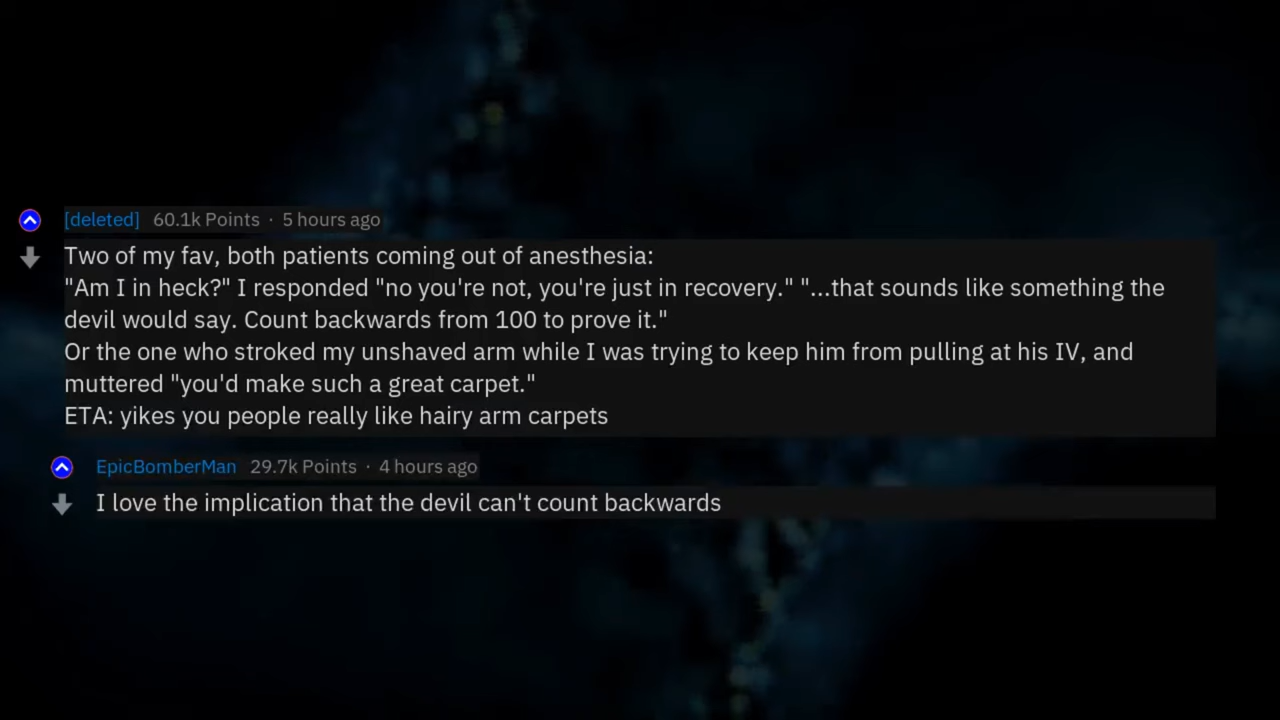 [deleted] 60.1k Points · 5 hours ago
Two of my fav, both patients coming out of anesthesia:
"Am I in heck?" I responded "no you're not, you're just in recovery." "...that sounds like something the
devil would say. Count backwards from 100 to prove it."
Or the one who stroked my unshaved arm while I was trying to keep him from pulling at his IV, and
muttered "you'd make such a great carpet."
ETA: yikes you people really like hairy arm carpets
EpicBomberMan 29.7k Points · 4 hours ago
I love the implication that the devil can't count backwards